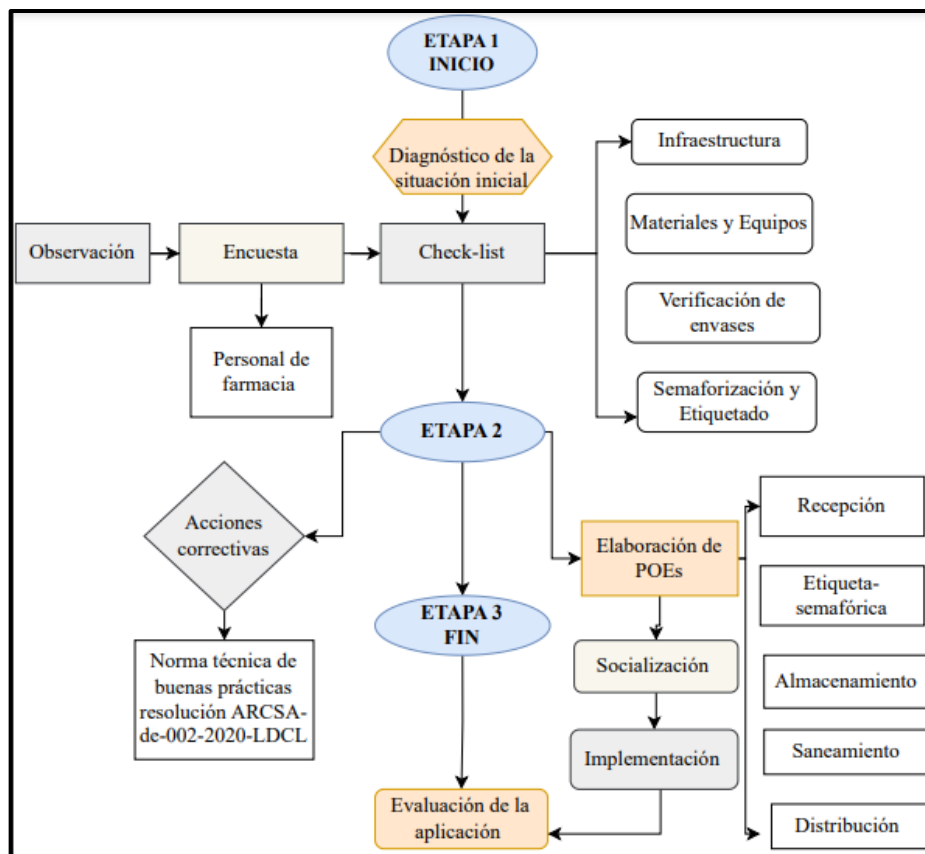 ETAPA 1
INICIO
Diagnóstico de la
situación inicial
Infraestructura
Materiales y Equipos
Observación
Encuesta
Check-list
Verificación de
envases
Personal de
farmacia
Semaforización y
Etiquetado
ETAPA 2
Acciones
correctivas
Elaboración de
POEs
Recepción
Etiqueta-
semafórica
ETAPA 3
FIN
Norma técnica de
buenas prácticas
resolución ARCSA-
de-002-2020-LDCL
Socialización
Almacenamiento
Implementación
Saneamiento
Evaluación de la
aplicación
Distribución